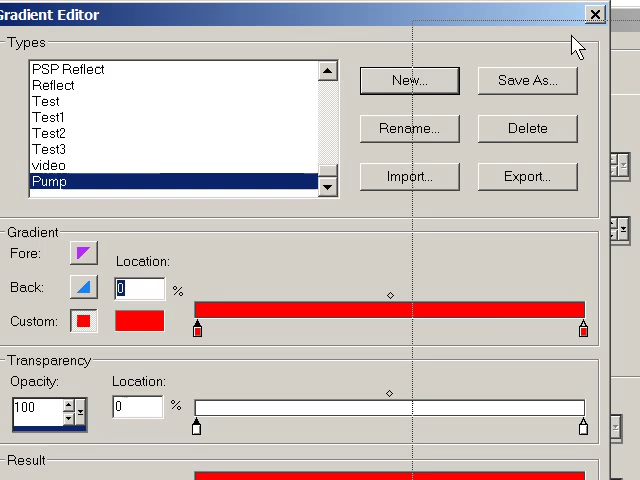 Gradient Editor
Types
PSP Reflect
Reflect
Test
Test1
Test2
Test3
video
Pump
New...
Save As...
Rename...
Delete
Import...
Export...
Gradient
Fore:
Location:
Back:
0
%
Custom:
Transparency
Opacity:
Location:
100
0
%
Result